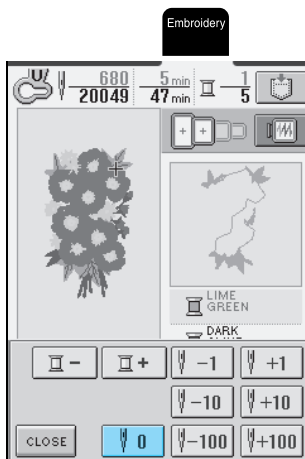 Embroidery
U
680 5 min 1
20049 47 min 5
LIME
GREEN
DARK
- + -1 +1
-10 +10
CLOSE 0 -100 +100